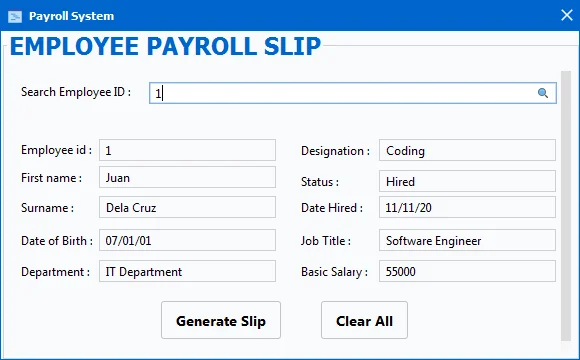 Payroll System
EMPLOYEE PAYROLL SLIP
Search Employee ID : 1
Employee id : 1
First name : Juan
Surname : Dela Cruz
Date of Birth : 07/01/01
Department : IT Department
Designation : Coding
Status : Hired
Date Hired : 11/11/20
Job Title : Software Engineer
Basic Salary : 55000
Generate Slip
Clear All